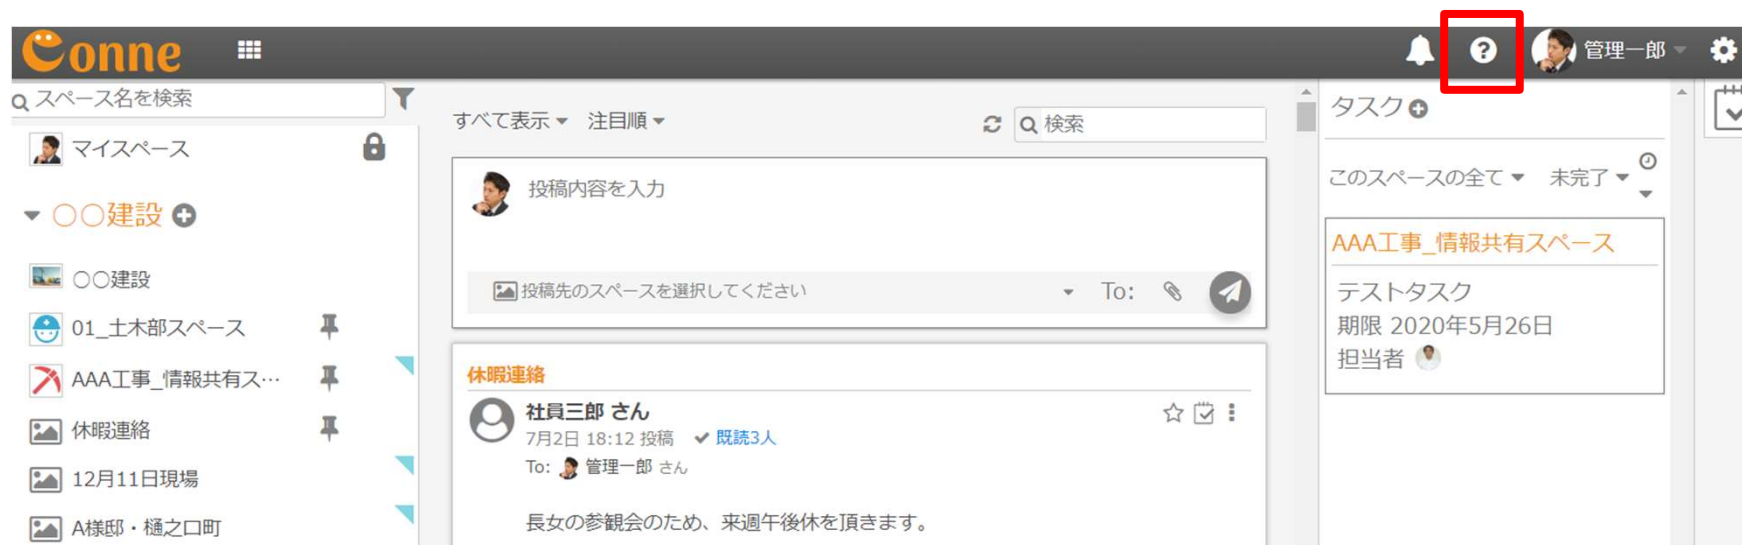 Conne
管理一郎
スペース名を検索
マイスペース
〇〇建設
〇〇建設
01_土木部スペース
AAA工事_情報共有ス…
休暇連絡
12月11日現場
A様邸・樋之口町
すべて表示 注目順
検索
投稿内容を入力
投稿先のスペースを選択してください To:
休暇連絡
社員三郎 さん
7月2日 18:12 投稿 既読3人
To: 管理一郎 さん
長女の参観会のため、来週午後休を頂きます。
タスク
このスペースの全て 未完了
AAA工事_情報共有スペース
テストタスク
期限 2020年5月26日
担当者